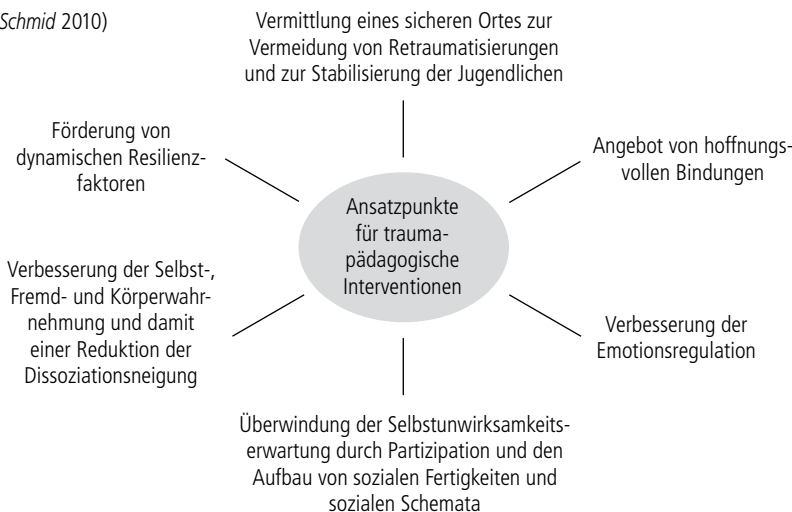 Schmid 2010)
Vermittlung eines sicheren Ortes zur
Vermeidung von Retraumatisierungen
und zur Stabilisierung der Jugendlichen
Förderung von
dynamischen Resilienz-
faktoren
Angebot von hoffnungs-
vollen Bindungen
Ansatzpunkte
für trauma-
pädagogische
Interventionen
Verbesserung der Selbst-,
Fremd- und Körperwahr-
nehmung und damit
einer Reduktion der
Dissoziationsneigung
Verbesserung der
Emotionsregulation
Überwindung der Selbstunwirksamkeits-
erwartung durch Partizipation und den
Aufbau von sozialen Fertigkeiten und
sozialen Schemata